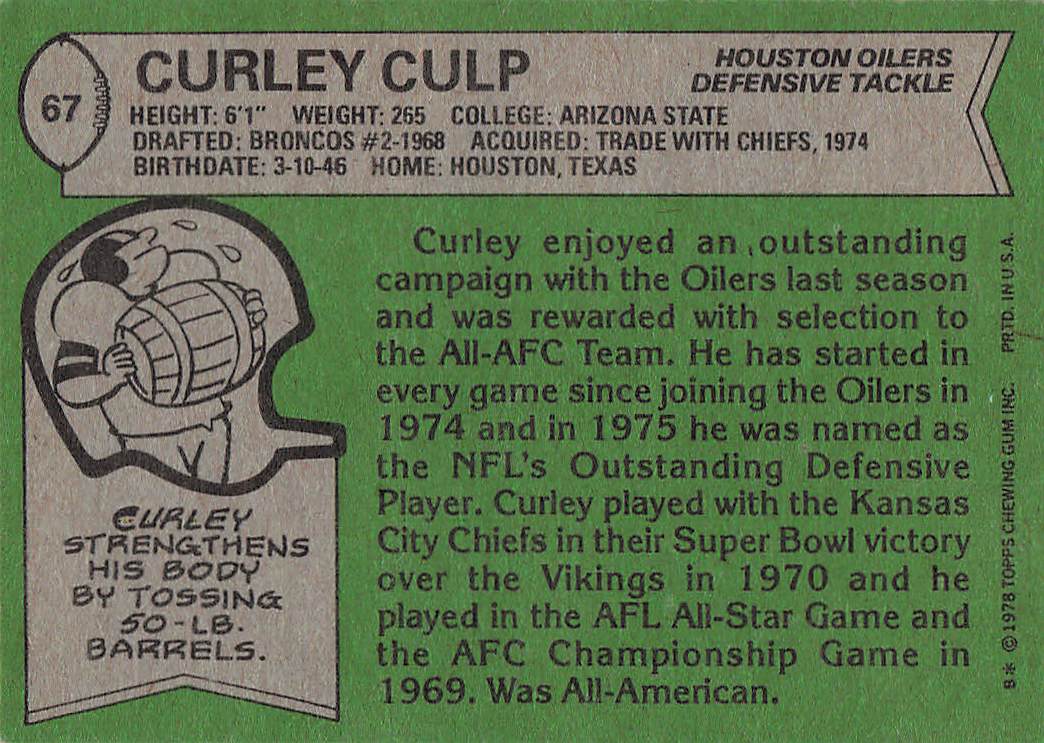 67
CURLEY CULP
HOUSTON OILERS
DEFENSIVE TACKLE
HEIGHT: 6'1" WEIGHT: 265 COLLEGE: ARIZONA STATE
DRAFTED: BRONCOS #2-1968 ACQUIRED: TRADE WITH CHIEFS, 1974
BIRTHDATE: 3-10-46 HOME: HOUSTON, TEXAS
CURLEY
STRENGTHENS
HIS BODY
BY TOSSING
50-LB.
BARRELS.
Curley enjoyed an outstanding
campaign with the Oilers last season
and was rewarded with selection to
the All-AFC Team. He has started in
every game since joining the Oilers in
1974 and in 1975 he was named as
the NFL's Outstanding Defensive
Player. Curley played with the Kansas
City Chiefs in their Super Bowl victory
over the Vikings in 1970 and he
played in the AFL All-Star Game and
the AFC Championship Game in
1969. Was All-American.
B* © 1978 TOPPS CHEWING GUM INC. PRTD. IN U.S.A.